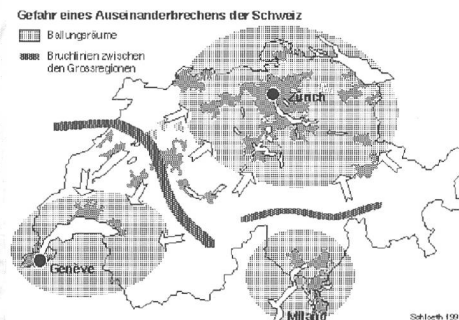 Gefahr eines Auseinanderbrechens der Schweiz
Ballungsräume
Bruchlinien zwischen
den Grossregionen
Zürich
Genève
Milano